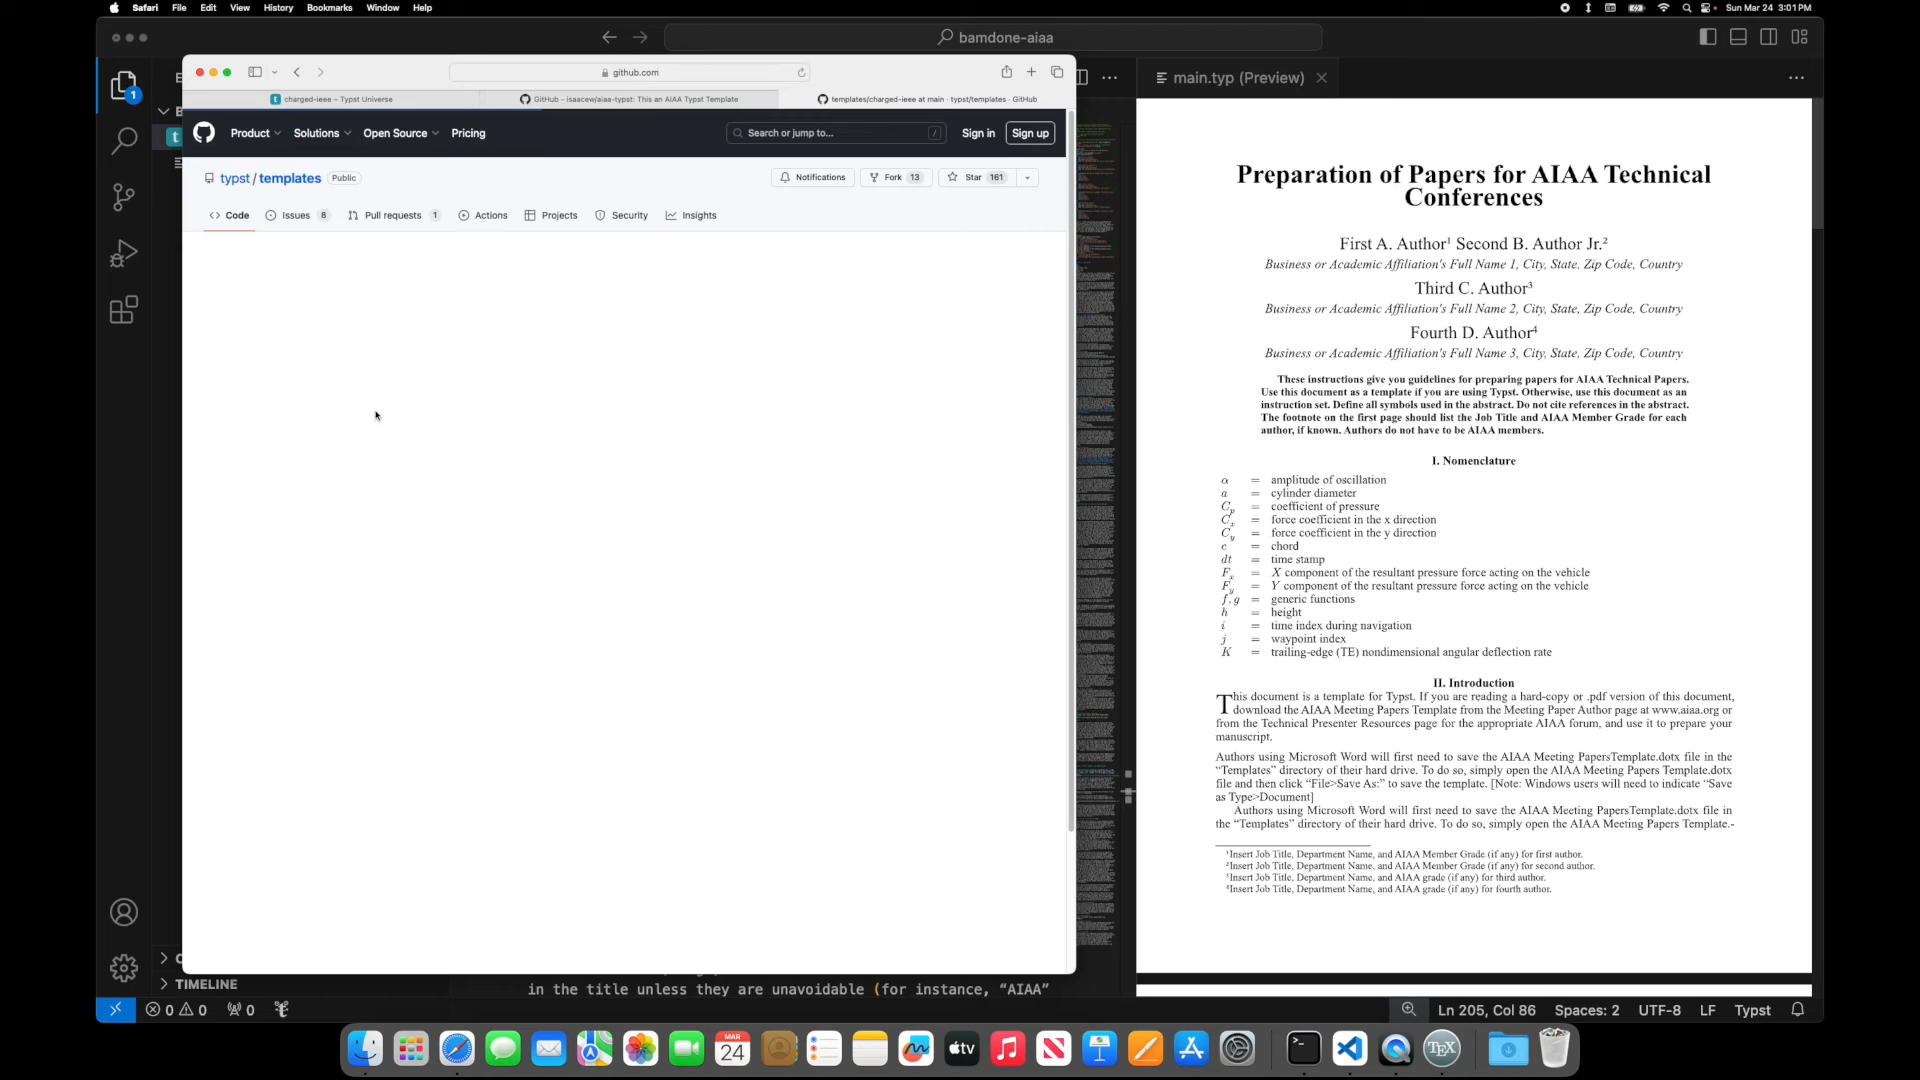 Safari File Edit View History Bookmarks Window Help
Sun Mar 24 3:01 PM
bamdone-aiaa
1
github.com
charged-ieee – Typst Universe
GitHub - isaacew/aiaa-typst: This an AIAA Typst Template
templates/charged-ieee at main · typst/templates · GitHub
Product Solutions Open Source Pricing
Search or jump to... /
Sign in Sign up
typst / templates Public
Notifications Fork 13 Star 161
Code Issues 8 Pull requests 1 Actions Projects Security Insights
main.typ (Preview)
Preparation of Papers for AIAA Technical
Conferences
First A. Author¹ Second B. Author Jr.²
Business or Academic Affiliation's Full Name 1, City, State, Zip Code, Country
Third C. Author³
Business or Academic Affiliation's Full Name 2, City, State, Zip Code, Country
Fourth D. Author⁴
Business or Academic Affiliation's Full Name 3, City, State, Zip Code, Country
These instructions give you guidelines for preparing papers for AIAA Technical Papers.
Use this document as a template if you are using Typst. Otherwise, use this document as an
instruction set. Define all symbols used in the abstract. Do not cite references in the abstract.
The footnote on the first page should list the Job Title and AIAA Member Grade for each
author, if known. Authors do not have to be AIAA members.
I. Nomenclature
α = amplitude of oscillation
a = cylinder diameter
C_p = coefficient of pressure
C_x = force coefficient in the x direction
C_y = force coefficient in the y direction
c = chord
dt = time stamp
F_x = X component of the resultant pressure force acting on the vehicle
F_y = Y component of the resultant pressure force acting on the vehicle
f, g = generic functions
h = height
i = time index during navigation
j = waypoint index
K = trailing-edge (TE) nondimensional angular deflection rate
II. Introduction
This document is a template for Typst. If you are reading a hard-copy or .pdf version of this document,
download the AIAA Meeting Papers Template from the Meeting Paper Author page at www.aiaa.org or
from the Technical Presenter Resources page for the appropriate AIAA forum, and use it to prepare your
manuscript.
Authors using Microsoft Word will first need to save the AIAA Meeting PapersTemplate.dotx file in the
“Templates” directory of their hard drive. To do so, simply open the AIAA Meeting Papers Template.dotx
file and then click “File>Save As:” to save the template. [Note: Windows users will need to indicate “Save
as Type>Document]
Authors using Microsoft Word will first need to save the AIAA Meeting PapersTemplate.dotx file in
the “Templates” directory of their hard drive. To do so, simply open the AIAA Meeting Papers Template.-
¹Insert Job Title, Department Name, and AIAA Member Grade (if any) for first author.
²Insert Job Title, Department Name, and AIAA Member Grade (if any) for second author.
³Insert Job Title, Department Name, and AIAA grade (if any) for third author.
⁴Insert Job Title, Department Name, and AIAA grade (if any) for fourth author.
TIMELINE
in the title unless they are unavoidable (for instance, “AIAA”
0 0 0
Ln 205, Col 86 Spaces: 2 UTF-8 LF Typst
MAR
24
tv
TEX